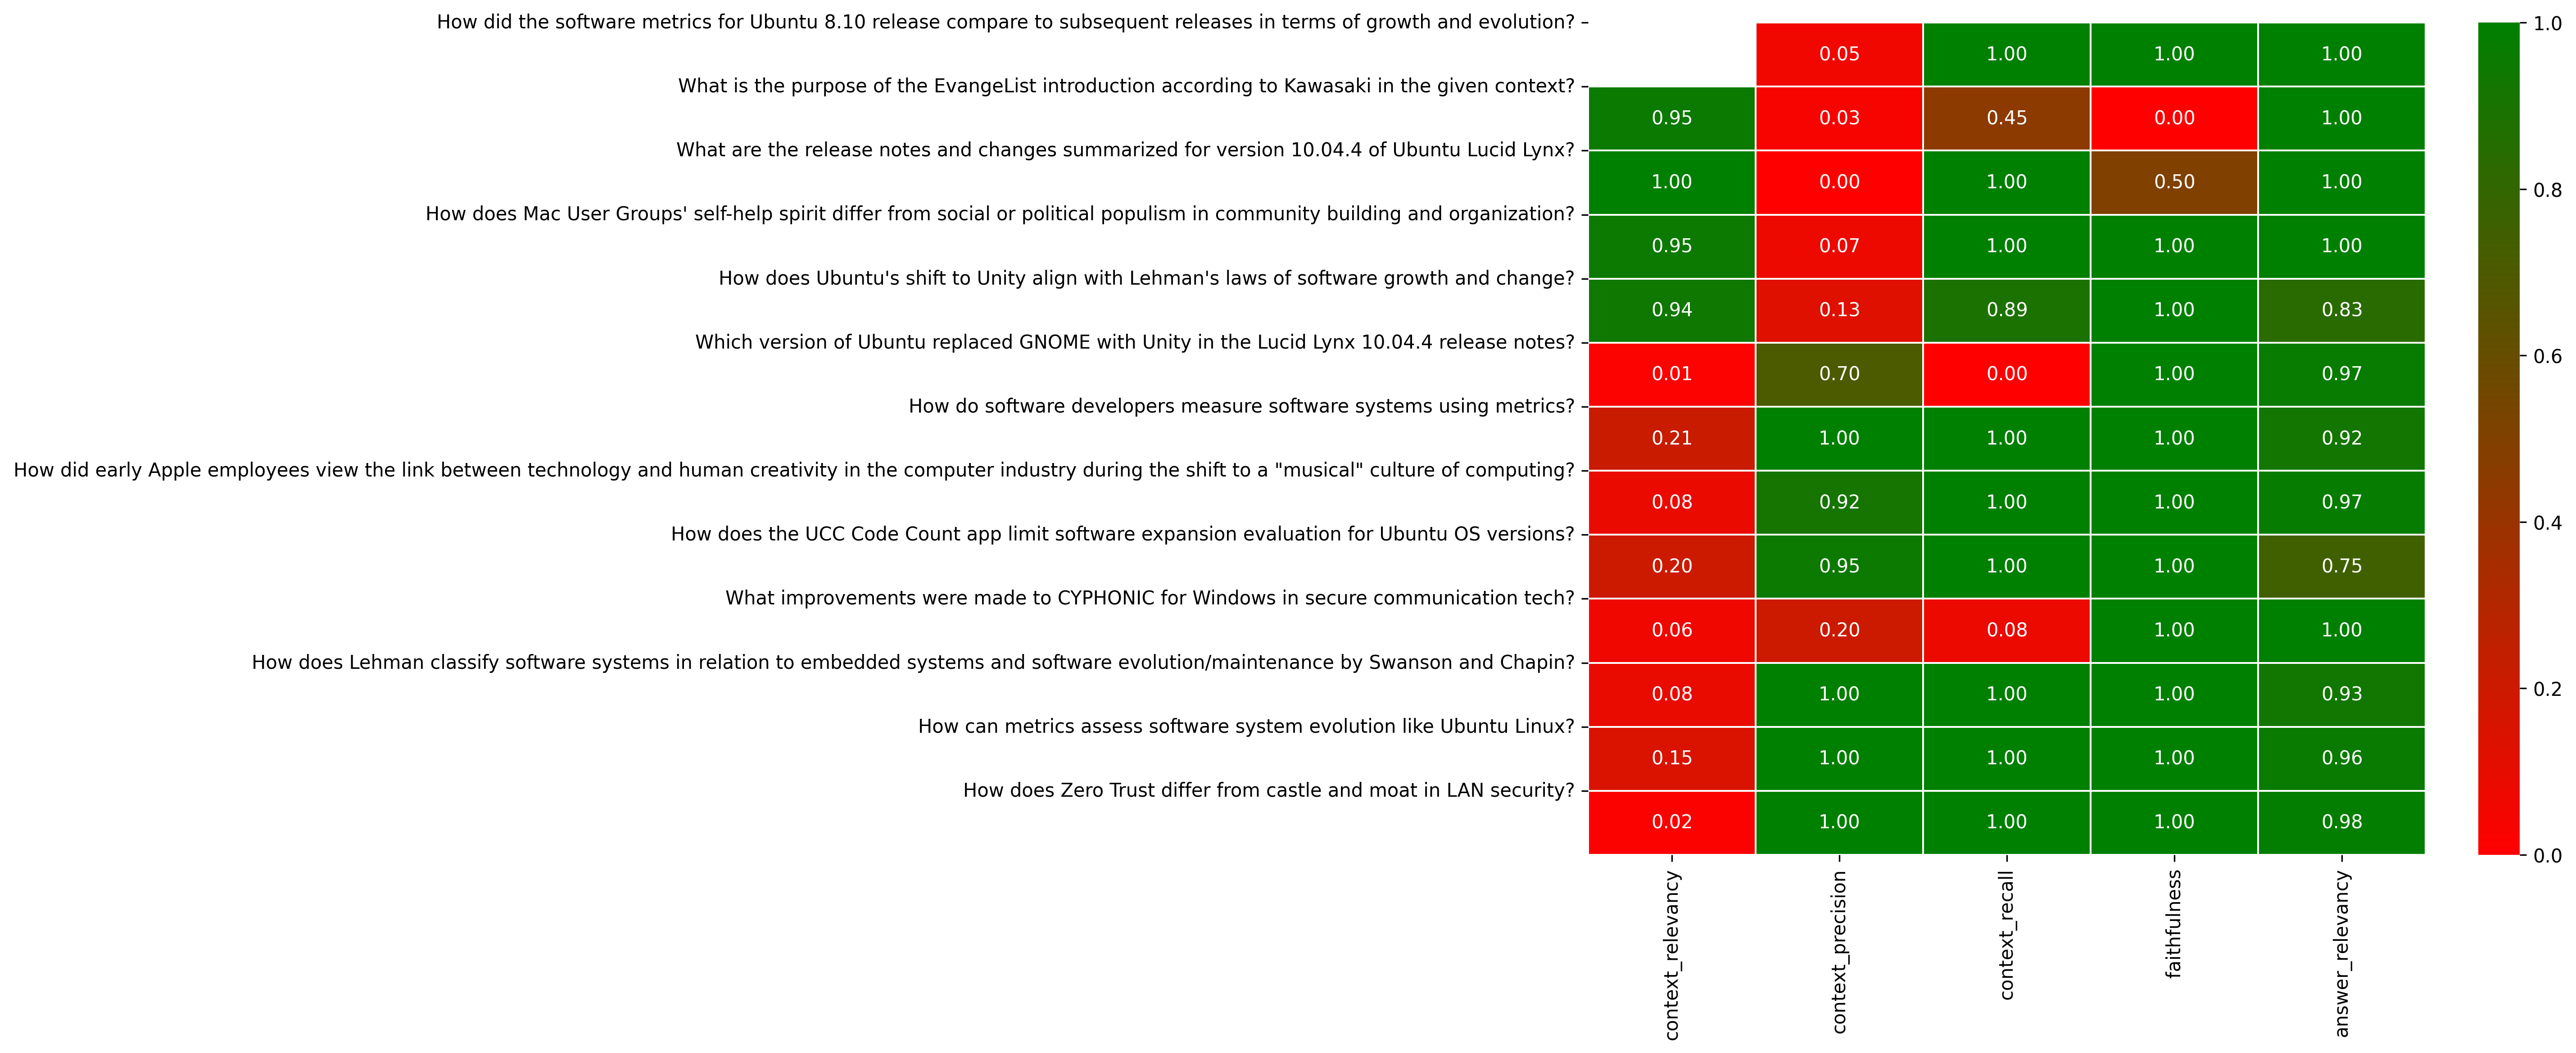 How did the software metrics for Ubuntu 8.10 release compare to subsequent releases in terms of growth and evolution?
0.05 1.00 1.00 1.00
What is the purpose of the EvangeList introduction according to Kawasaki in the given context?
0.95 0.03 0.45 0.00 1.00
What are the release notes and changes summarized for version 10.04.4 of Ubuntu Lucid Lynx?
1.00 0.00 1.00 0.50 1.00
How does Mac User Groups' self-help spirit differ from social or political populism in community building and organization?
0.95 0.07 1.00 1.00 1.00
How does Ubuntu's shift to Unity align with Lehman's laws of software growth and change?
0.94 0.13 0.89 1.00 0.83
Which version of Ubuntu replaced GNOME with Unity in the Lucid Lynx 10.04.4 release notes?
0.01 0.70 0.00 1.00 0.97
How do software developers measure software systems using metrics?
0.21 1.00 1.00 1.00 0.92
How did early Apple employees view the link between technology and human creativity in the computer industry during the shift to a "musical" culture of computing?
0.08 0.92 1.00 1.00 0.97
How does the UCC Code Count app limit software expansion evaluation for Ubuntu OS versions?
0.20 0.95 1.00 1.00 0.75
What improvements were made to CYPHONIC for Windows in secure communication tech?
0.06 0.20 0.08 1.00 1.00
How does Lehman classify software systems in relation to embedded systems and software evolution/maintenance by Swanson and Chapin?
0.08 1.00 1.00 1.00 0.93
How can metrics assess software system evolution like Ubuntu Linux?
0.15 1.00 1.00 1.00 0.96
How does Zero Trust differ from castle and moat in LAN security?
0.02 1.00 1.00 1.00 0.98
context_relevancy
context_precision
context_recall
faithfulness
answer_relevancy
1.0
0.8
0.6
0.4
0.2
0.0